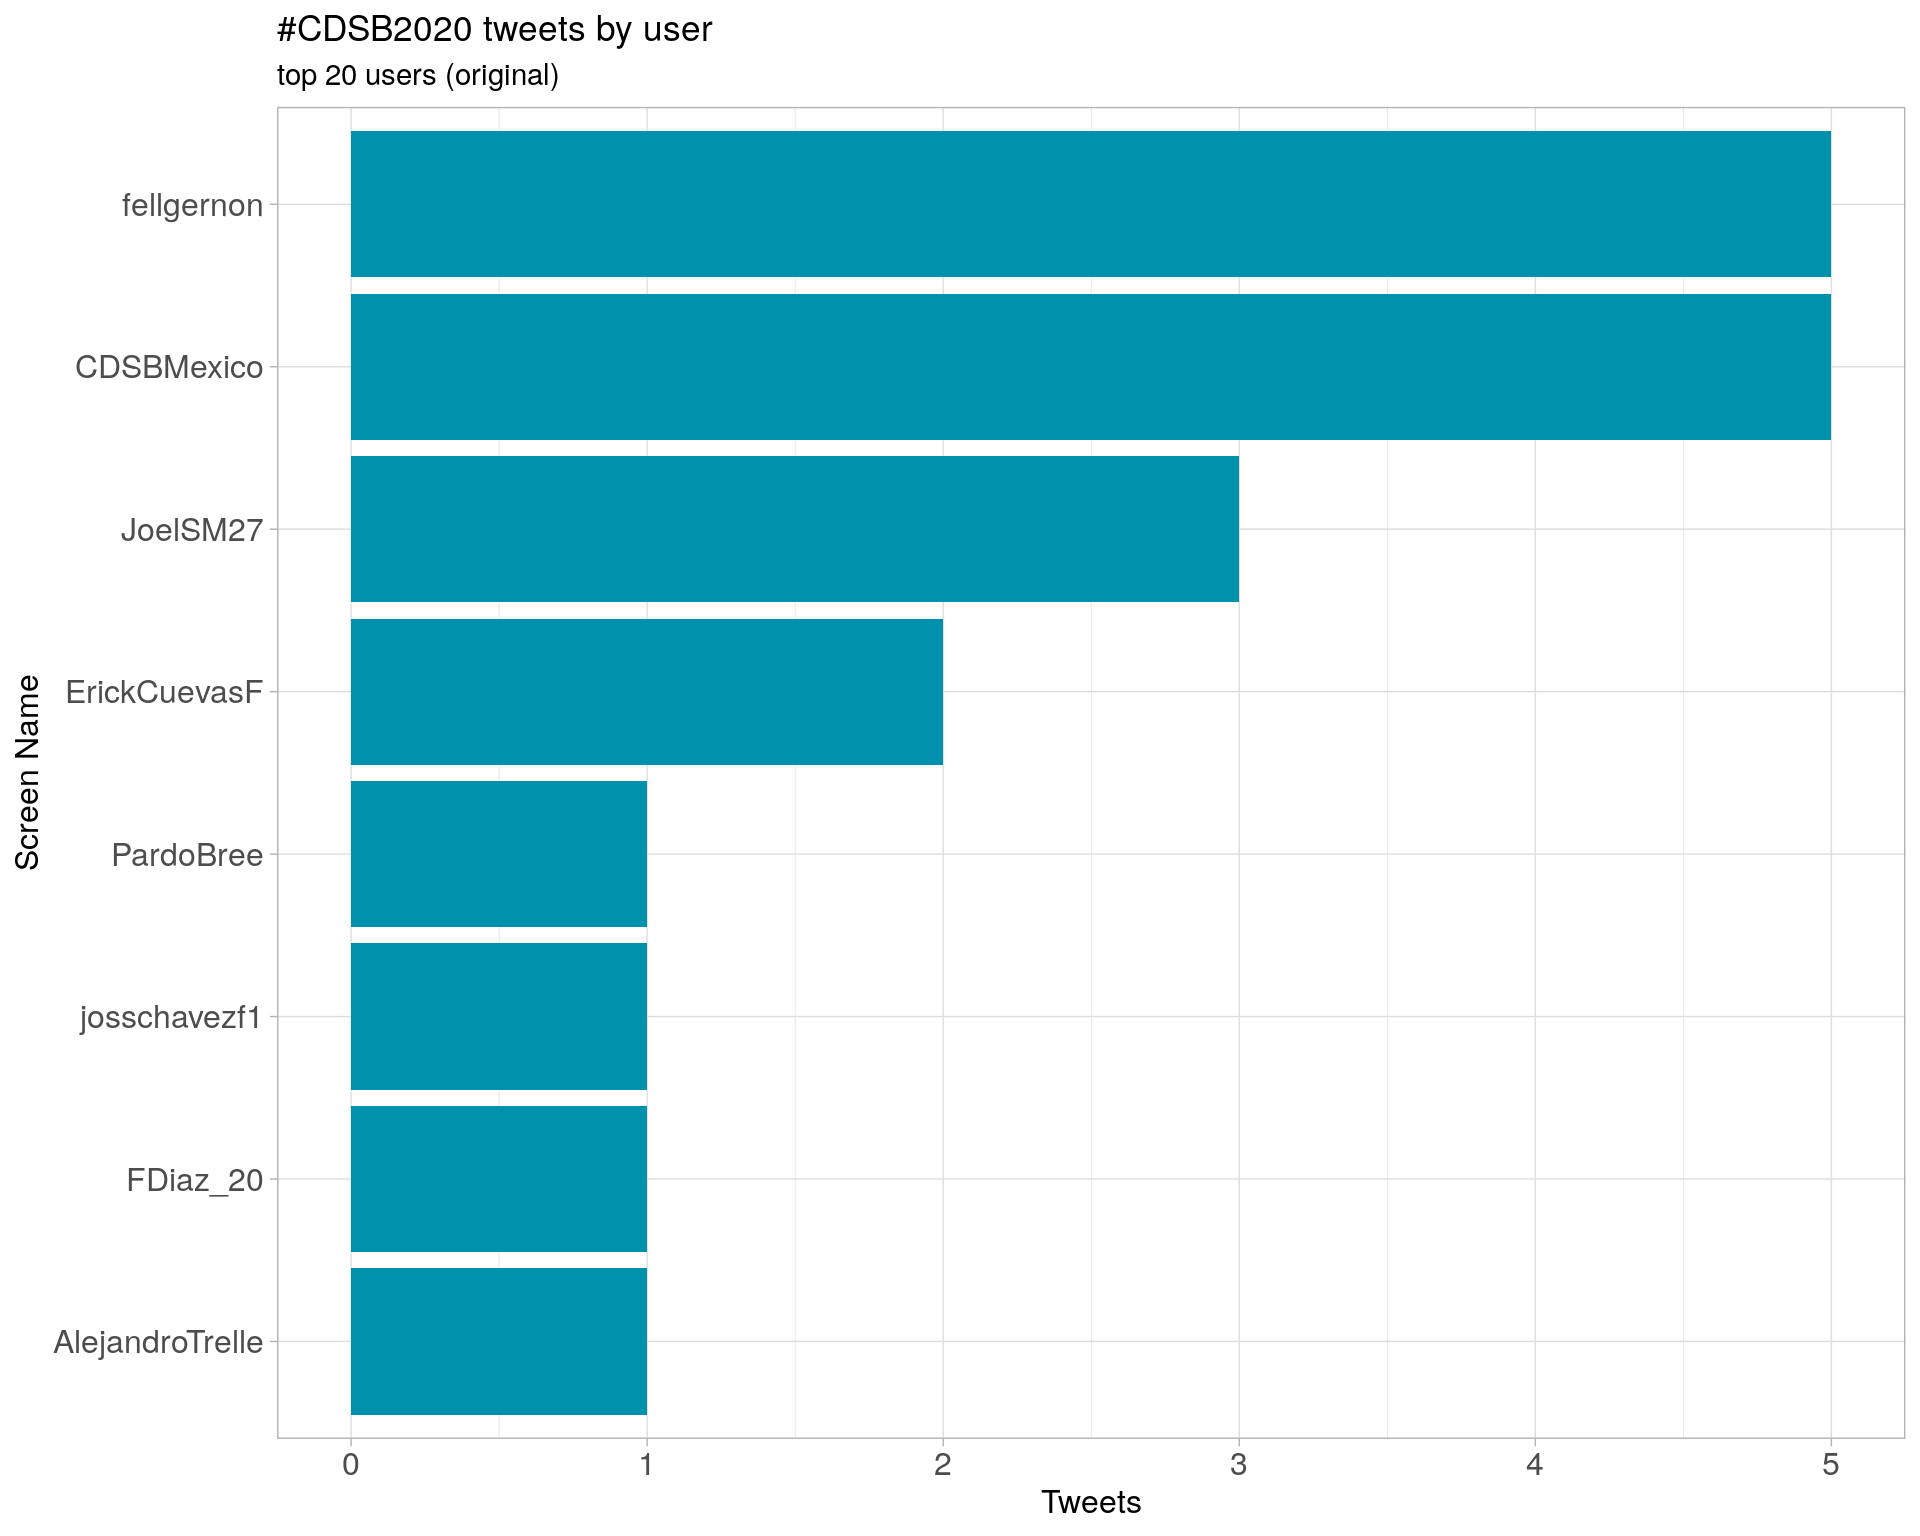 #CDSB2020 tweets by user
top 20 users (original)
fellgernon
CDSBMexico
JoelSM27
ErickCuevasF
PardoBree
josschavezf1
FDiaz_20
AlejandroTrelle
Screen Name
0 1 2 3 4 5
Tweets